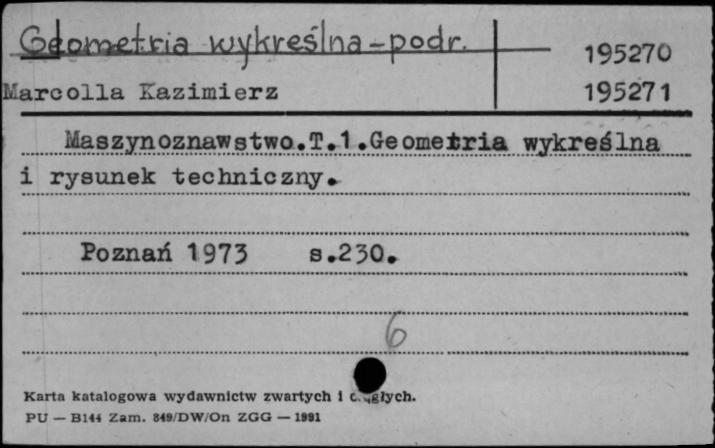 Geometria wykreślna - podr. 195270
Marcolla Kazimierz 195271
Maszynoznawstwo.T.1.Geometria wykreślna
i rysunek techniczny.
Poznań 1973 s.230.
6
Karta katalogowa wydawnictw zwartych i ciągłych.
PU — B144 Zam. 849/DW/On ZGG — 1991